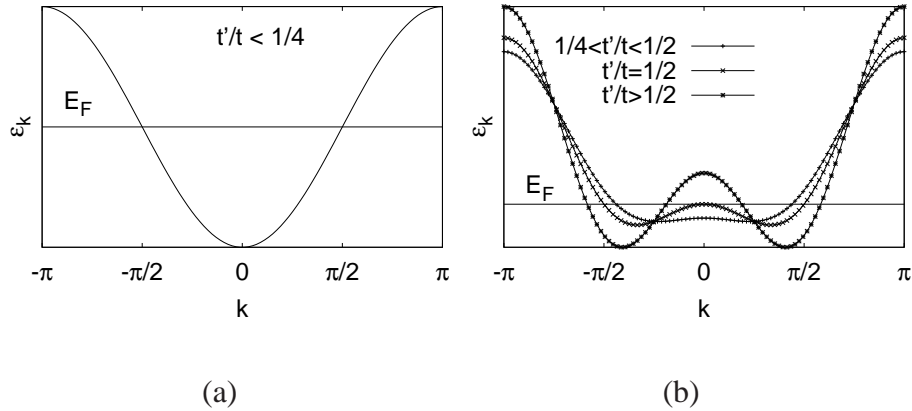 t'/t < 1/4
E_F
ε_k
-π -π/2 0 π/2 π
k
(a)
1/4<t'/t<1/2
t'/t=1/2
t'/t>1/2
E_F
ε_k
-π -π/2 0 π/2 π
k
(b)